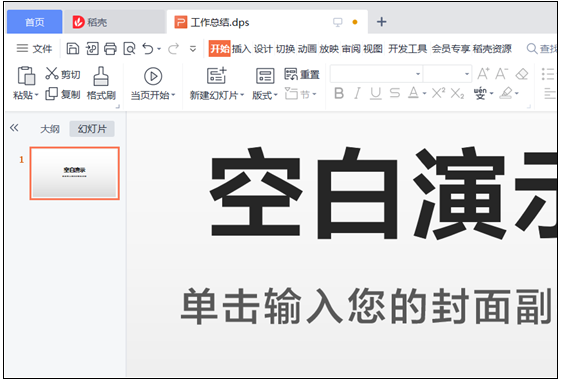 首页 稻壳 工作总结.dps
文件 开始 插入 设计 切换 动画 放映 审阅 视图 开发工具 会员专享 稻壳资源 查找
粘贴 剪切 复制 格式刷 当页开始 新建幻灯片 版式 重置 节 B I U S A X² X₂
大纲 幻灯片
1 空白演示
空白演示
单击输入您的封面副